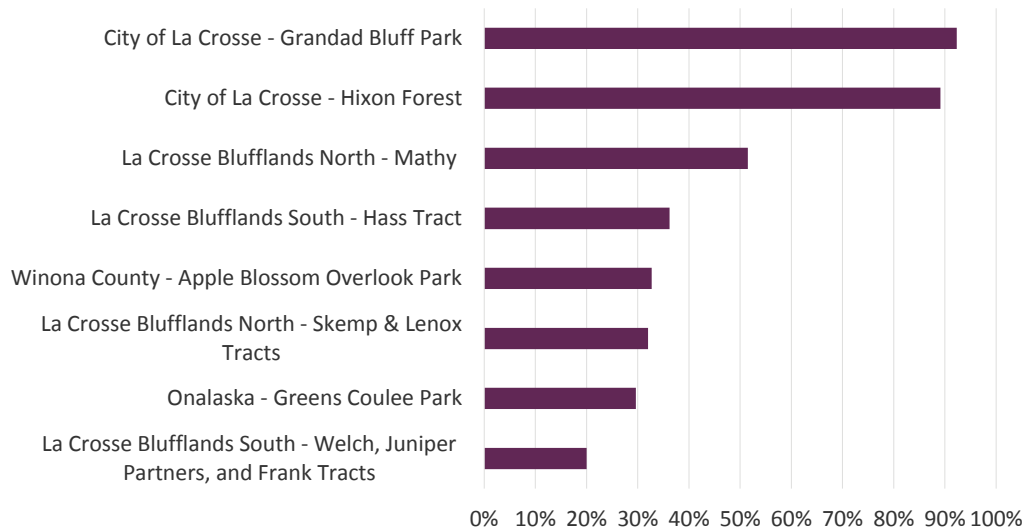 City of La Crosse - Grandad Bluff Park
City of La Crosse - Hixon Forest
La Crosse Blufflands North - Mathy
La Crosse Blufflands South - Hass Tract
Winona County - Apple Blossom Overlook Park
La Crosse Blufflands North - Skemp & Lenox
Tracts
Onalaska - Greens Coulee Park
La Crosse Blufflands South - Welch, Juniper
Partners, and Frank Tracts
0% 10% 20% 30% 40% 50% 60% 70% 80% 90% 100%